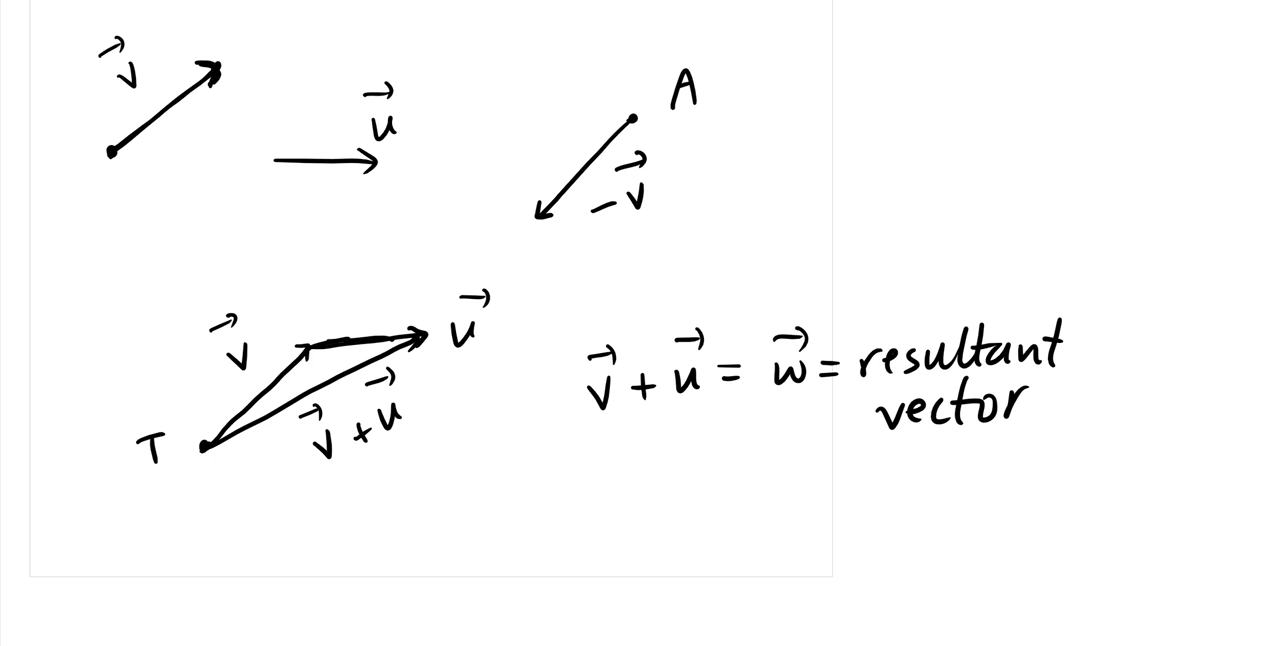 v⃗
u⃗
A
−v⃗
v⃗
u⃗
v⃗ + u⃗
T
v⃗ + u⃗ = w⃗ = resultant
vector